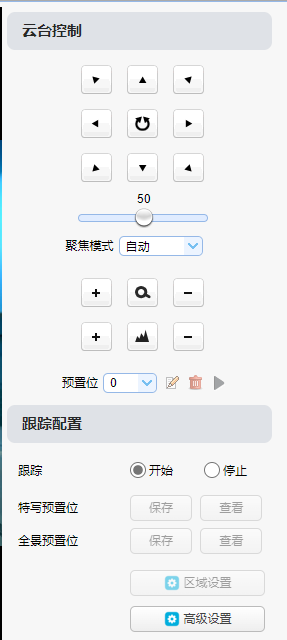 云台控制
50
聚焦模式 自动
预置位 0
跟踪配置
跟踪 开始 停止
特写预置位 保存 查看
全景预置位 保存 查看
区域设置
高级设置